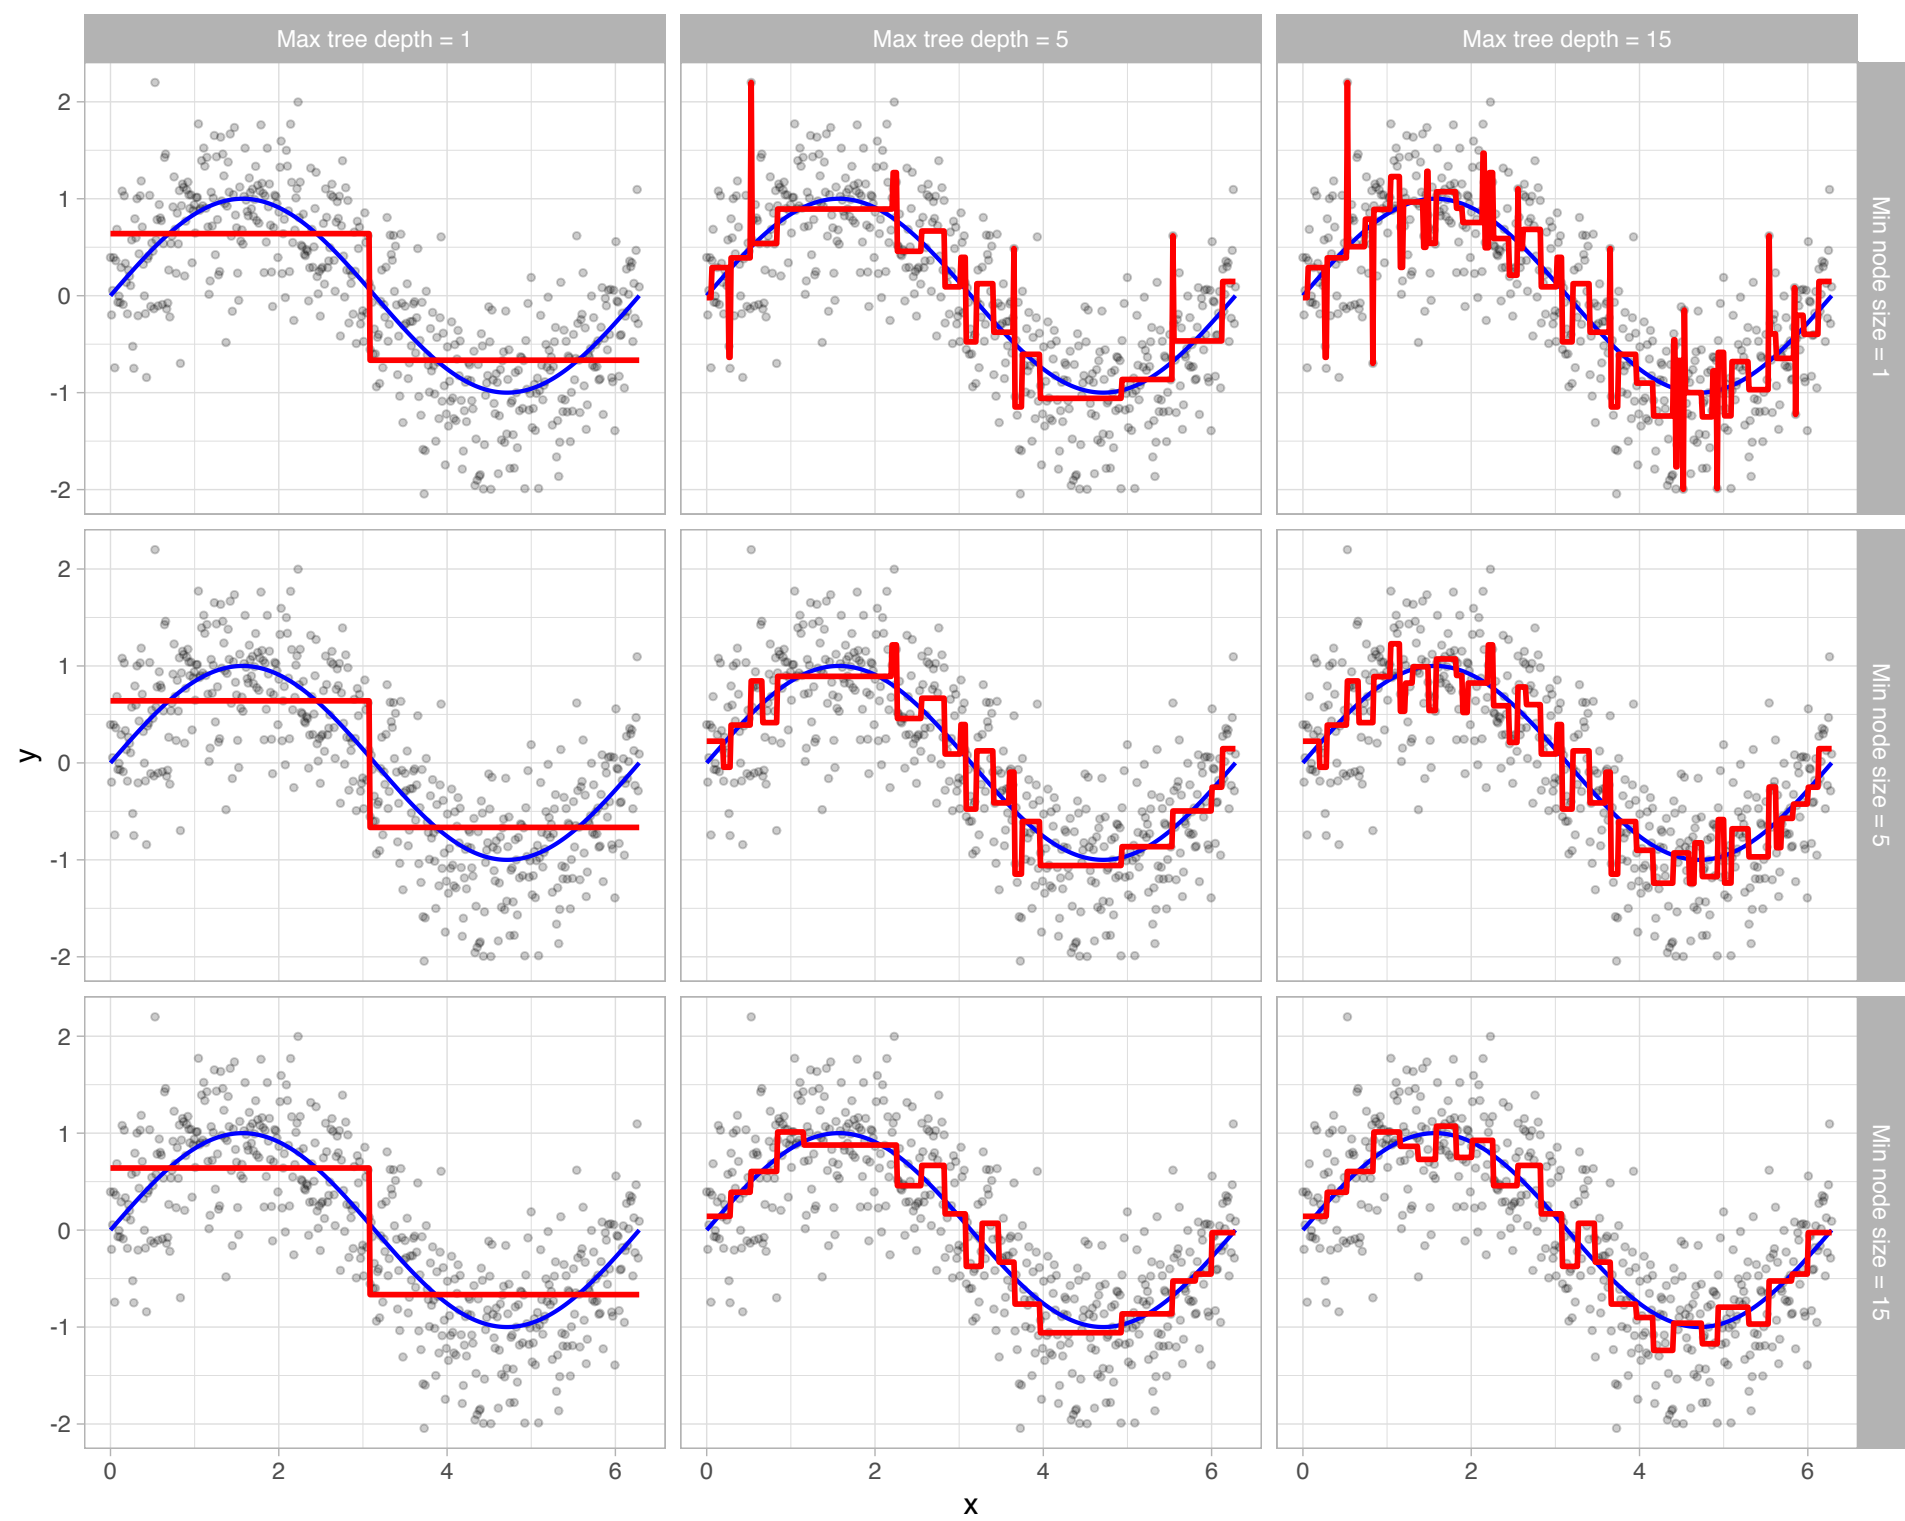 Max tree depth = 1
Max tree depth = 5
Max tree depth = 15
2
1
0
-1
-2
Min node size = 1
2
1
0
-1
-2
Min node size = 5
2
1
0
-1
-2
Min node size = 15
0 2 4 6
0 2 4 6
0 2 4 6
x
y